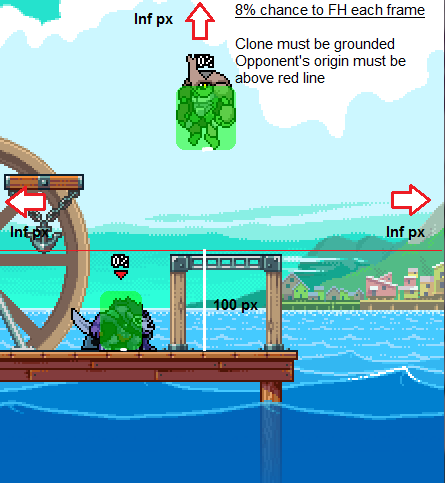 Inf px
8% chance to FH each frame
Clone must be grounded
Opponent's origin must be
above red line
Inf px
Inf px
100 px